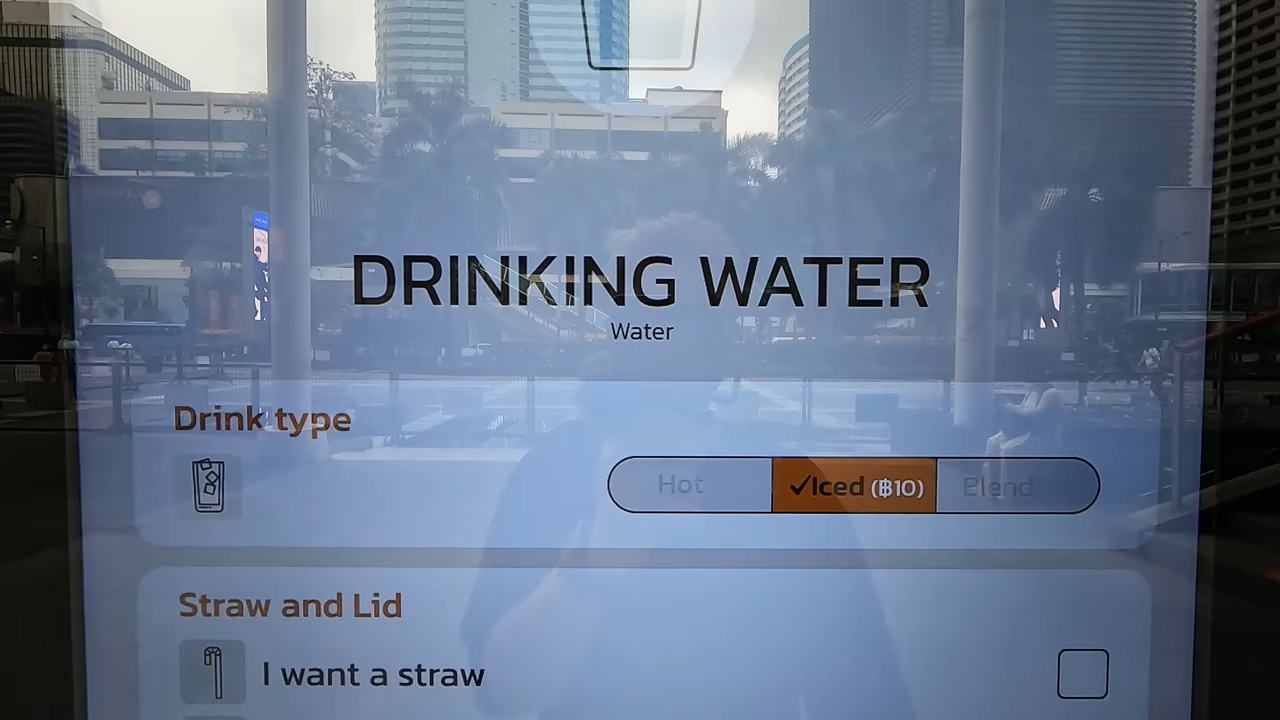 DRINKING WATER
Water
Drink type
Hot
✓Iced (฿10)
Blend
Straw and Lid
I want a straw